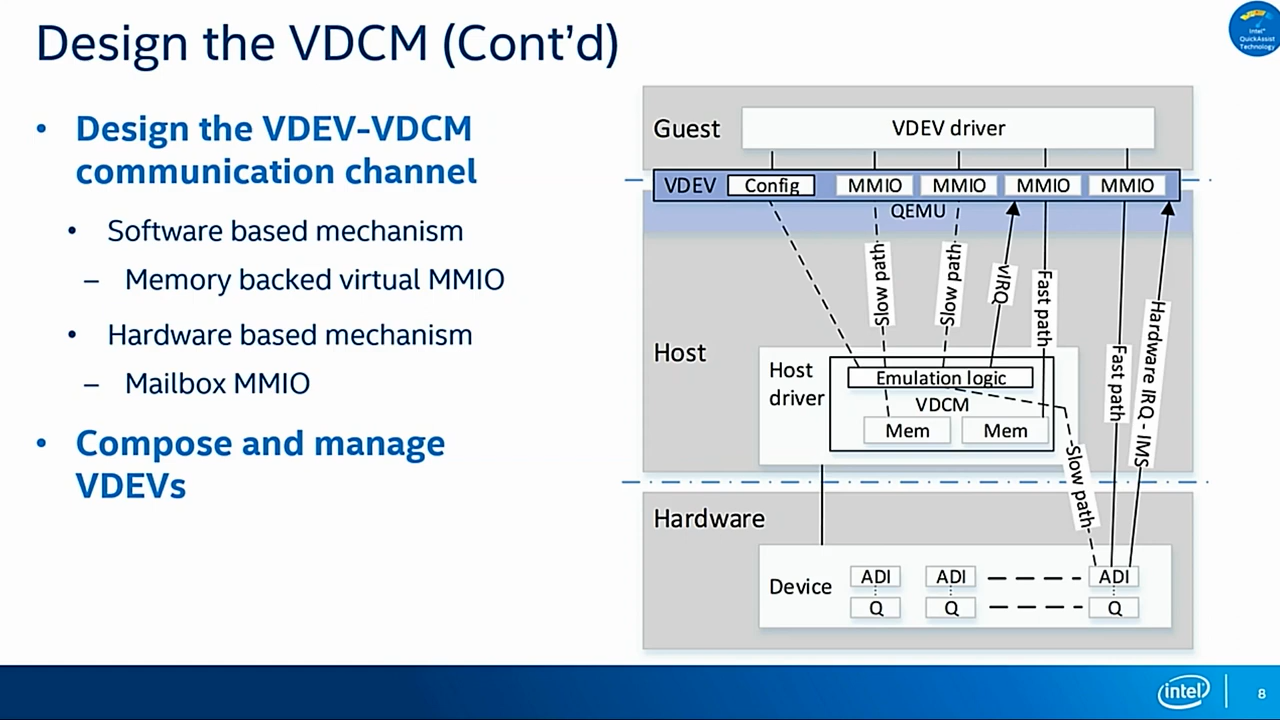 Design the VDCM (Cont'd)
Intel™
QuickAssist
Technology
• Design the VDEV-VDCM
communication channel
• Software based mechanism
– Memory backed virtual MMIO
• Hardware based mechanism
– Mailbox MMIO
• Compose and manage
VDEVs
Guest
VDEV driver
VDEV
Config
MMIO
MMIO
MMIO
MMIO
QEMU
Slow path
Slow path
vIRQ
Fast path
Fast path
Hardware IRQ - IMS
Host
Host
driver
Emulation logic
VDCM
Mem
Mem
Slow path
Hardware
Device
ADI
ADI
ADI
Q
Q
Q
intel
8